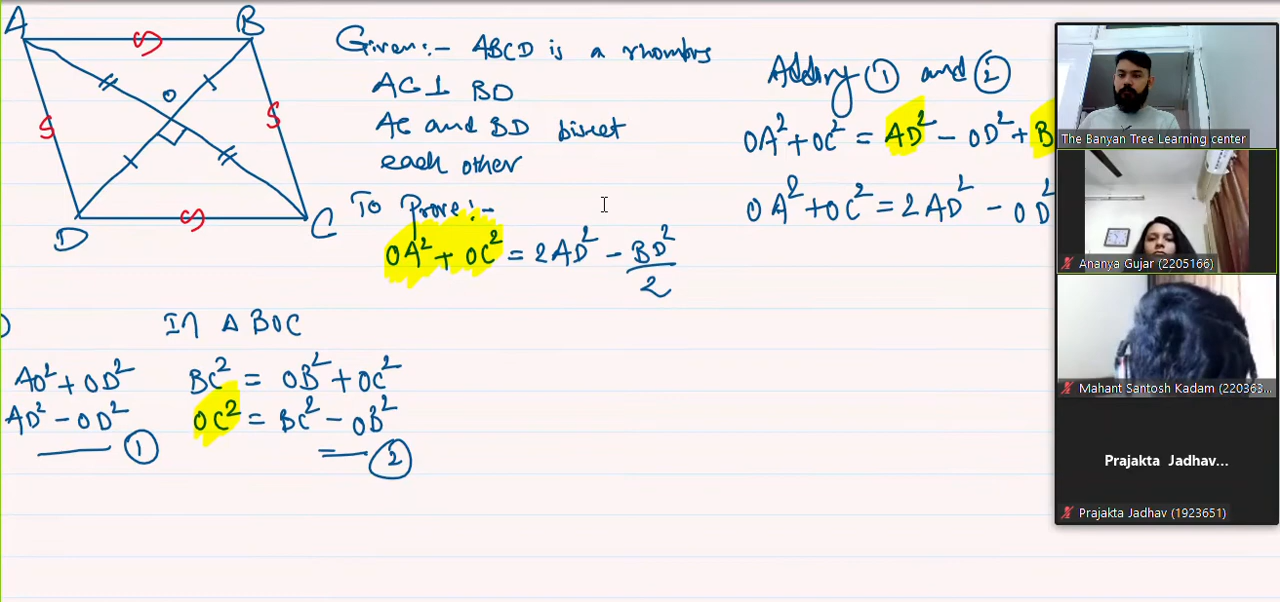 A
B
O
D
C
Given:- ABCD is a rhombus
AC⊥ BD
AC and BD bisect
each other
To Prove:-
OA² + OC² = 2AD² - BD²/2
Adding ① and ②
OA² + OC² = AD² - OD² + B
OA² + OC² = 2AD² - OD²
In Δ BOC
AO² + OD²
BC² = OB² + OC²
AD² - OD²
OC² = BC² - OB²
①
②
The Banyan Tree Learning center
Ananya Gujar (2205166)
Mahant Santosh Kadam (220363...
Prajakta Jadhav...
Prajakta Jadhav (1923651)